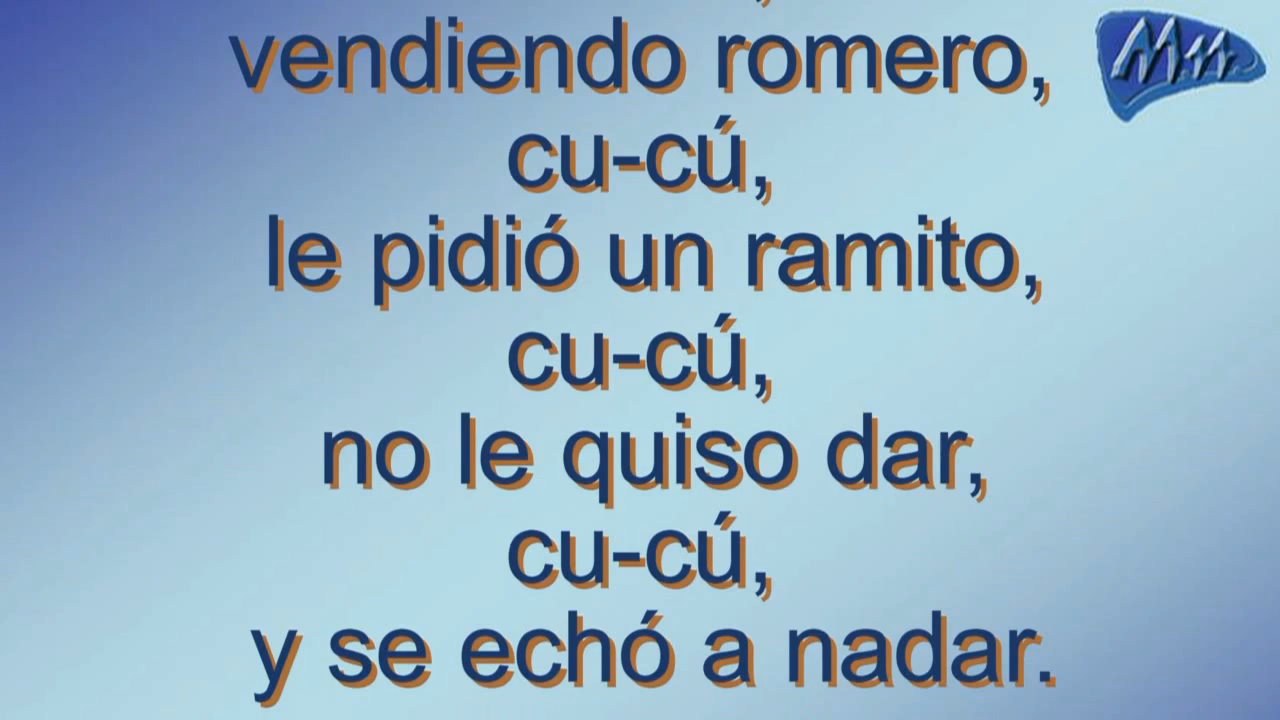 vendiendo romero,
cu-cú,
le pidió un ramito,
cu-cú,
no le quiso dar,
cu-cú,
y se echó a nadar.